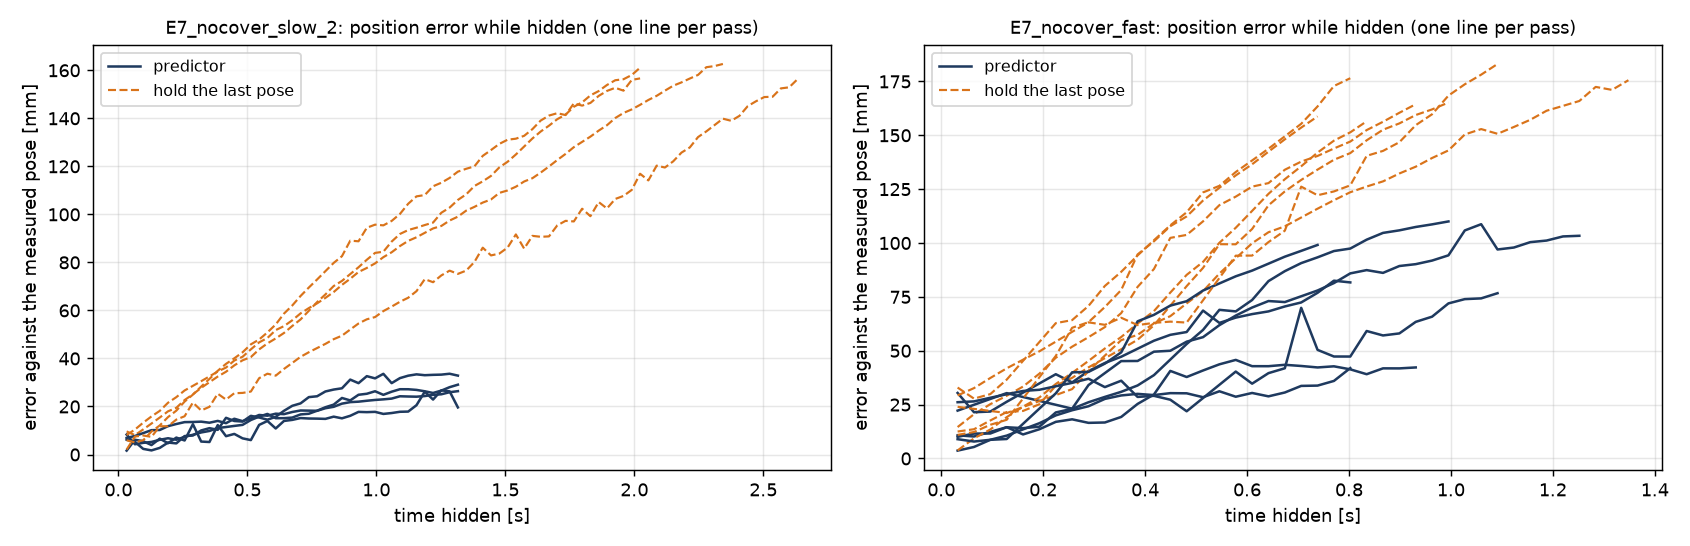 E7_nocover_slow_2: position error while hidden (one line per pass)
predictor
hold the last pose
error against the measured pose [mm]
160
140
120
100
80
60
40
20
0
0.0 0.5 1.0 1.5 2.0 2.5
time hidden [s]
E7_nocover_fast: position error while hidden (one line per pass)
predictor
hold the last pose
error against the measured pose [mm]
175
150
125
100
75
50
25
0
0.0 0.2 0.4 0.6 0.8 1.0 1.2 1.4
time hidden [s]